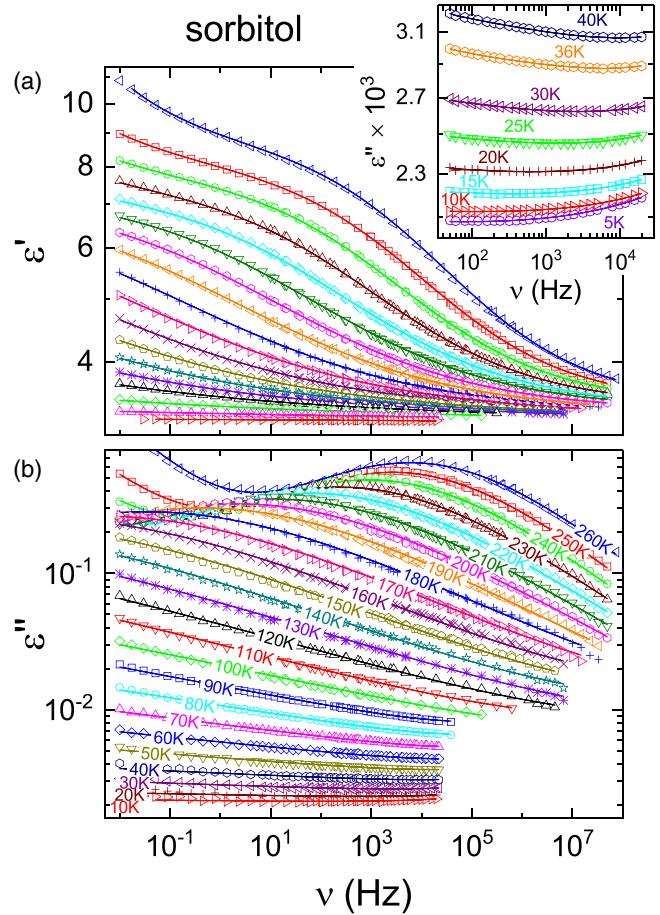 sorbitol
(a)
10
8
6
4
ε'
40K
36K
30K
25K
20K
15K
10K
5K
3.1
2.7
2.3
ε'' × 10³
10² 10³ 10⁴
ν (Hz)
(b)
10⁻¹
10⁻²
ε''
260K
250K
240K
230K
220K
210K
200K
190K
180K
170K
160K
150K
140K
130K
120K
110K
100K
90K
80K
70K
60K
50K
40K
30K
20K
10K
10⁻¹ 10¹ 10³ 10⁵ 10⁷
ν (Hz)